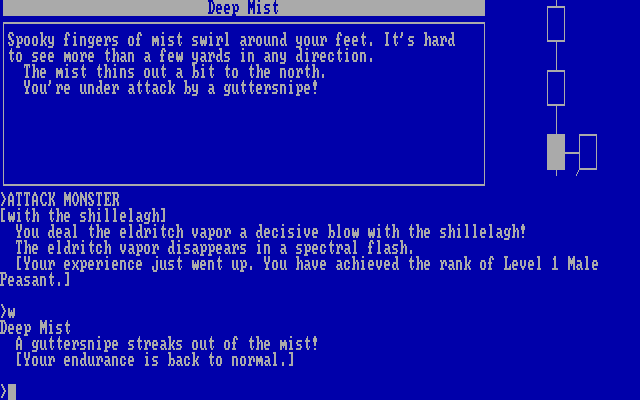 Deep Mist
Spooky fingers of mist swirl around your feet. It's hard
to see more than a few yards in any direction.
The mist thins out a bit to the north.
You're under attack by a guttersnipe!
>ATTACK MONSTER
[with the shillelagh]
You deal the eldritch vapor a decisive blow with the shillelagh!
The eldritch vapor disappears in a spectral flash.
[Your experience just went up. You have achieved the rank of Level 1 Male
Peasant.]
>w
Deep Mist
A guttersnipe streaks out of the mist!
[Your endurance is back to normal.]
>